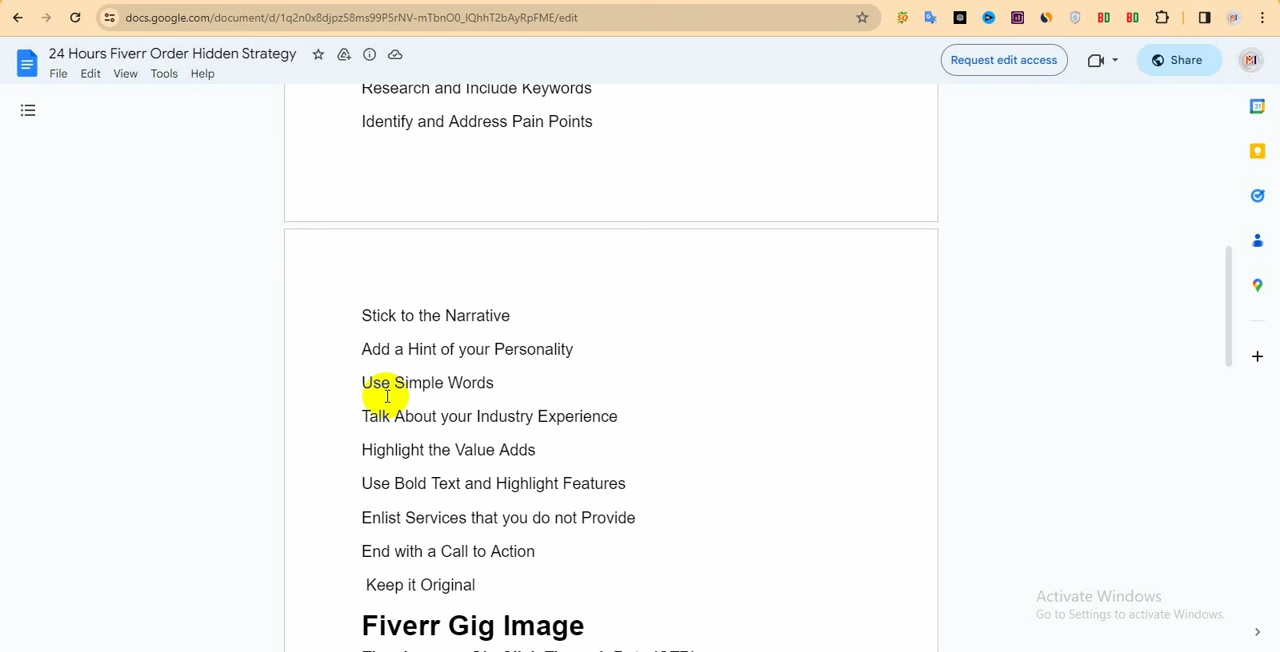 docs.google.com/document/d/1q2n0x8djpz58ms99P5rNV-mTbnO0_IQhhT2bAyRpFME/edit
24 Hours Fiverr Order Hidden Strategy
File Edit View Tools Help
Request edit access
Share
Research and Include Keywords
Identify and Address Pain Points
Stick to the Narrative
Add a Hint of your Personality
Use Simple Words
Talk About your Industry Experience
Highlight the Value Adds
Use Bold Text and Highlight Features
Enlist Services that you do not Provide
End with a Call to Action
Keep it Original
Fiverr Gig Image
Activate Windows
Go to Settings to activate Windows.